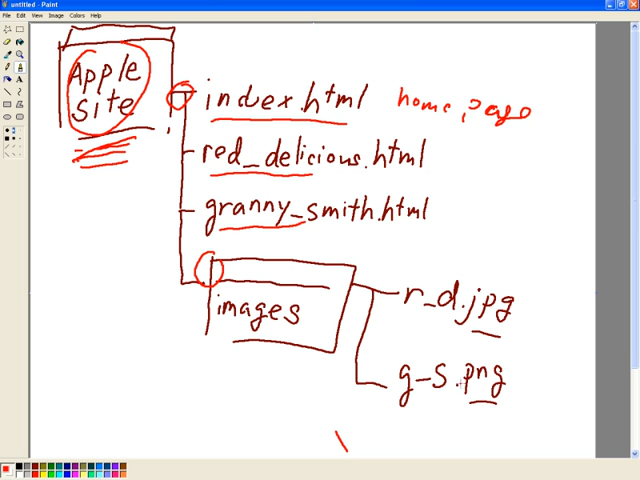 untitled - Paint
File Edit View Image Colors Help
Apple
Site
index.html
home page
red_delicious.html
granny_smith.html
images
r_d.jpg
g-s.png